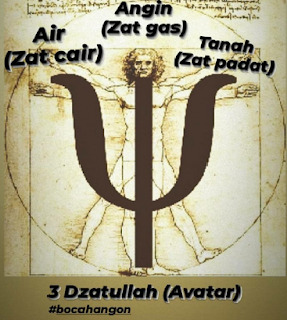 Angin
(Zat gas)
Air
(Zat cair)
Tanah
(Zat padat)
3 Dzatullah (Avatar)
#bocahangon